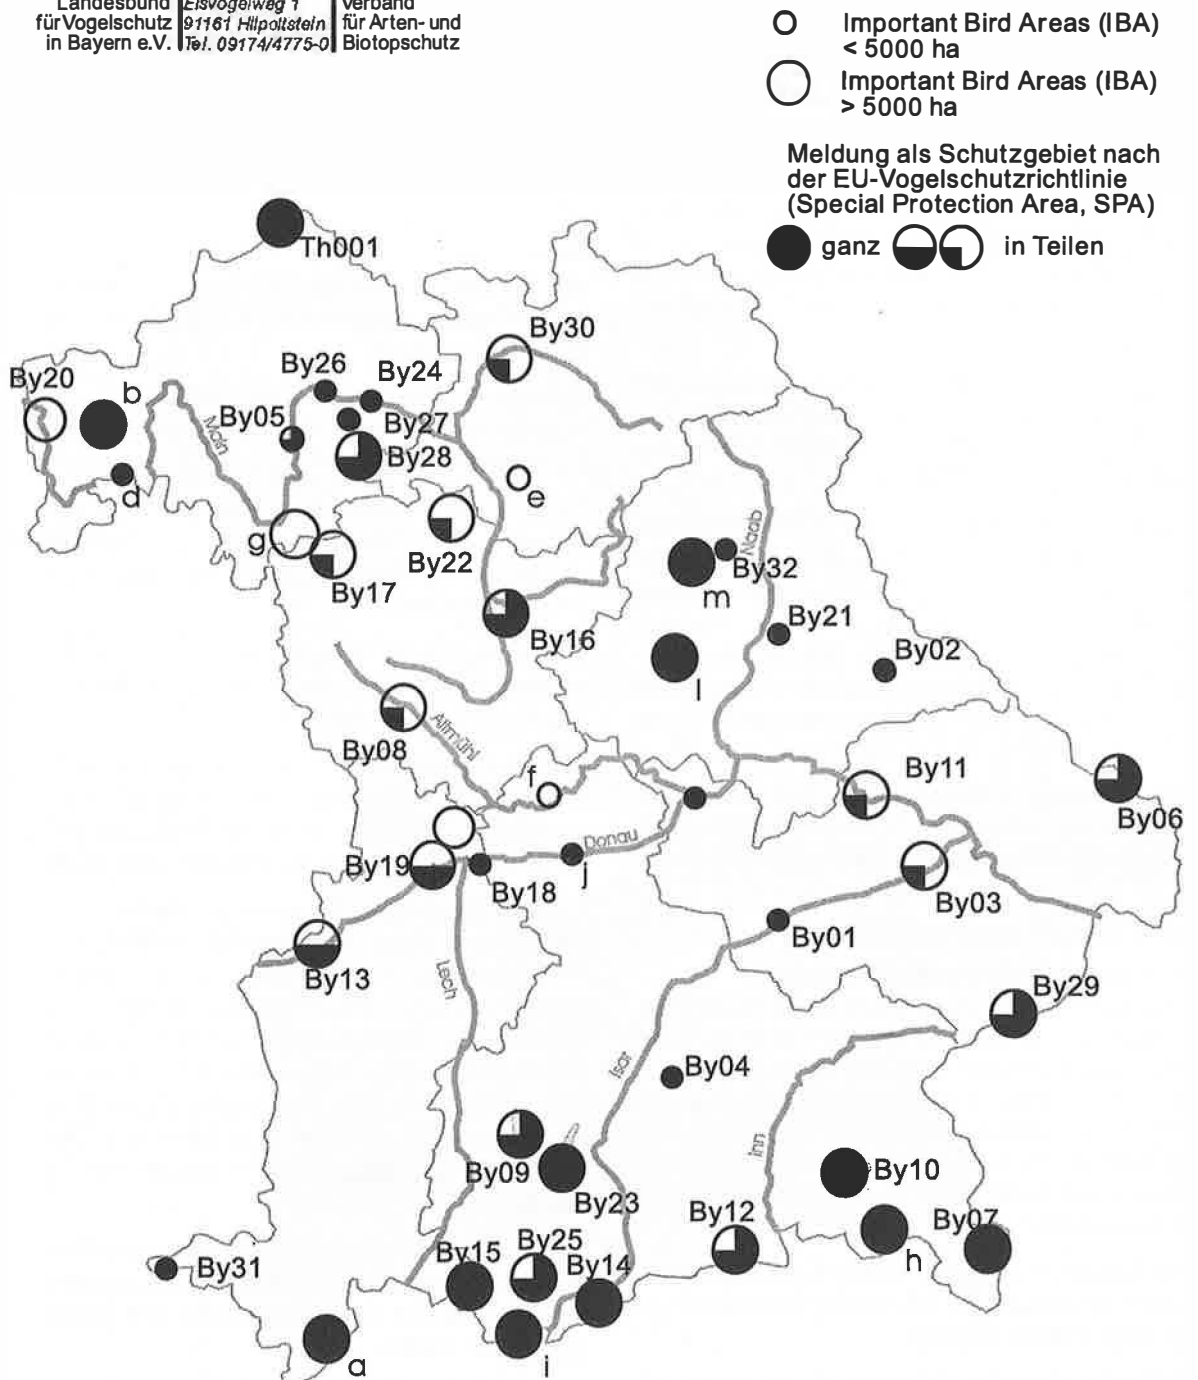 Landesbund
für Vogelschutz
in Bayern e.V.
Eisvogelweg 1
91161 Hilpoltstein
Tel. 09174/4775-0
Verband
für Arten- und
Biotopschutz
Important Bird Areas (IBA)
< 5000 ha
Important Bird Areas (IBA)
> 5000 ha
Meldung als Schutzgebiet nach
der EU-Vogelschutzrichtlinie
(Special Protection Area, SPA)
ganz in Teilen
Th001
By30
By26
By24
By20
b
By05
Main
By27
By28
d
e
g
By22
By17
Naab
By32
m
By16
By21
By02
l
Altmühl
By08
f
By11
By06
Donau
By19
By18
j
By03
By01
By13
Lech
By29
Isar
By04
Inn
By09
By23
By10
By12
By07
h
By15
By25
By14
By31
a
i